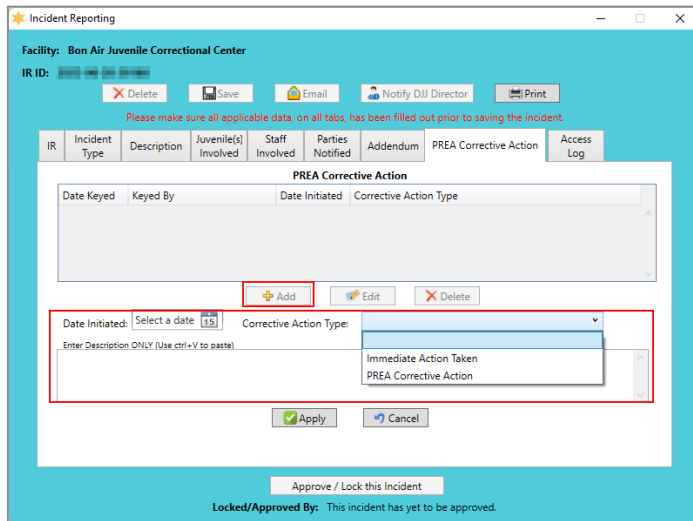 Incident Reporting
Facility: Bon Air Juvenile Correctional Center
IR ID:
Delete Save Email Notify DJJ Director Print
Please make sure all applicable data, on all tabs, has been filled out prior to saving the incident.
IR Incident Type Description Juvenile(s) Involved Staff Involved Parties Notified Addendum PREA Corrective Action Access Log
PREA Corrective Action
Date Keyed Keyed By Date Initiated Corrective Action Type
Add Edit Delete
Date Initiated: Select a date 15 Corrective Action Type:
Enter Description ONLY (Use ctrl+V to paste)
Immediate Action Taken
PREA Corrective Action
Apply Cancel
Approve / Lock this Incident
Locked/Approved By: This incident has yet to be approved.